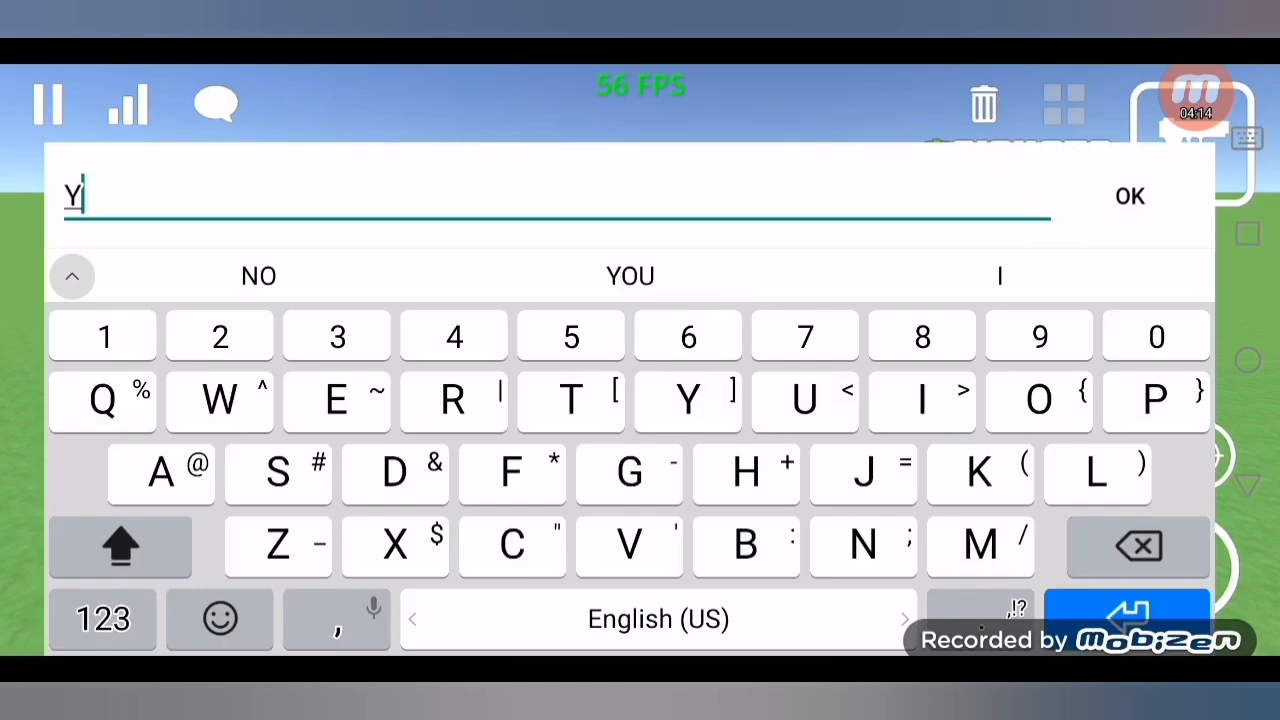 56 FPS
04:14
Y
OK
NO YOU I
1 2 3 4 5 6 7 8 9 0
Q % W ^ E ~ R | T [ Y ] U < I > O { P }
A @ S # D & F * G - H + J = K ( L )
Z _ X $ C " V ' B : N ; M /
123 , < English (US) > ,!? .
Recorded by mobizen